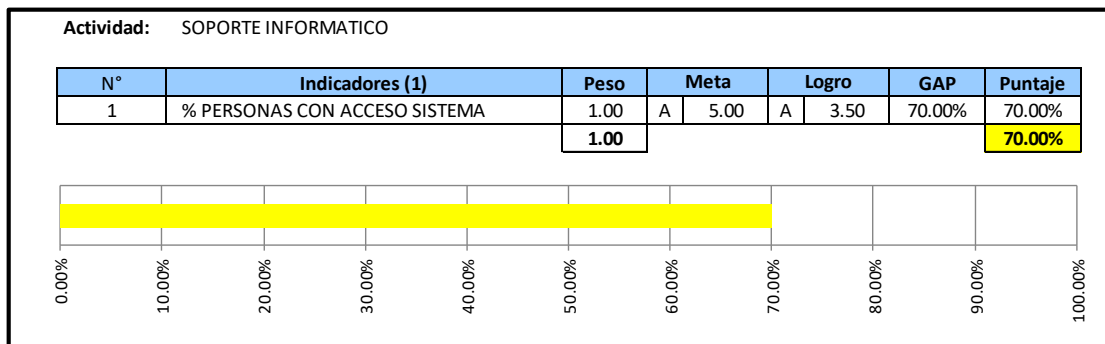 Actividad: SOPORTE INFORMATICO
N° Indicadores (1) Peso Meta Logro GAP Puntaje
1 % PERSONAS CON ACCESO SISTEMA 1.00 A 5.00 A 3.50 70.00% 70.00%
1.00 70.00%
0.00% 10.00% 20.00% 30.00% 40.00% 50.00% 60.00% 70.00% 80.00% 90.00% 100.00%